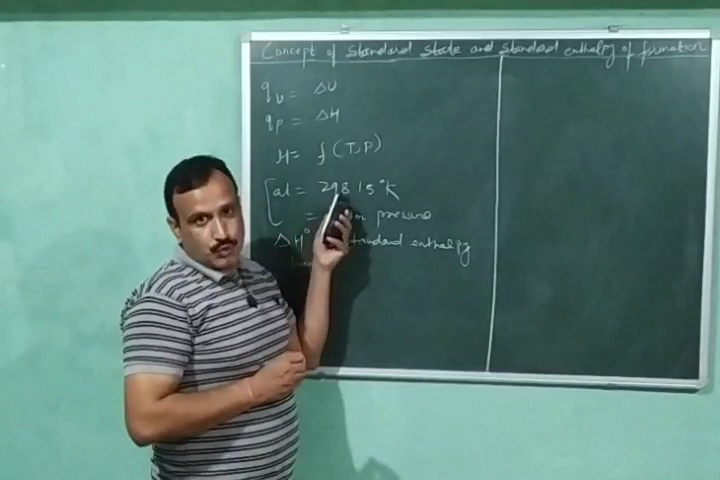 Concept of standard state and standard enthalpy of formation
qv = ΔU
qp = ΔH
H = f (T, P)
at = 298 15°K
= pressure
ΔH° standard enthalpy